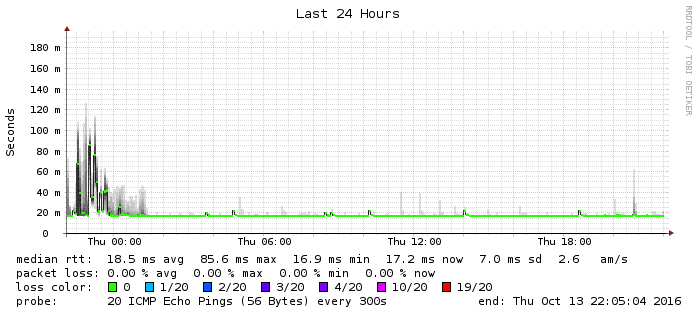 Last 24 Hours
RRDTOOL / TOBI OETIKER
Seconds
180 m
160 m
140 m
120 m
100 m
80 m
60 m
40 m
20 m
0
Thu 00:00 Thu 06:00 Thu 12:00 Thu 18:00
median rtt: 18.5 ms avg 85.6 ms max 16.9 ms min 17.2 ms now 7.0 ms sd 2.6 am/s
packet loss: 0.00 % avg 0.00 % max 0.00 % min 0.00 % now
loss color: 0 1/20 2/20 3/20 4/20 10/20 19/20
probe: 20 ICMP Echo Pings (56 Bytes) every 300s end: Thu Oct 13 22:05:04 2016